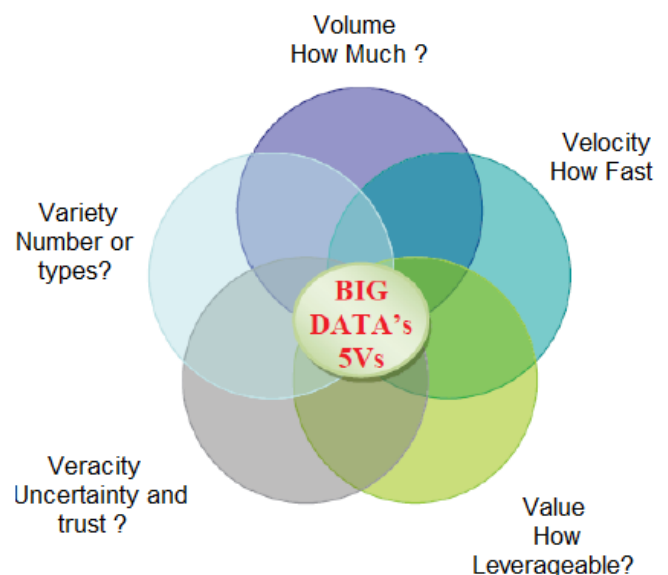 Volume
How Much ?
Velocity
How Fast
Variety
Number or
types?
BIG
DATA's
5Vs
Veracity
Uncertainty and
trust ?
Value
How
Leverageable?